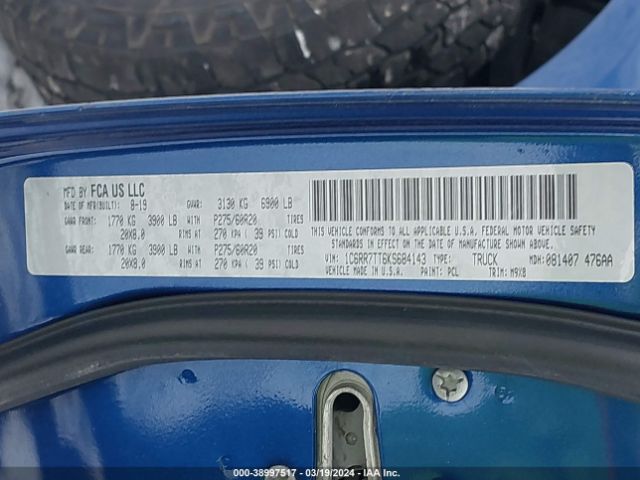 MFD BY FCA US LLC
DATE OF MFR(BUILT): 8-19 GVWR: 3130 KG 6900 LB
GAWR FRONT: 1770 KG 3900 LB WITH P275/60R20 TIRES
20X8.0 RIMS AT 270 KPA ( 39 PSI) COLD
GAWR REAR: 1770 KG 3900 LB WITH P275/60R20 TIRES
20X8.0 RIMS AT 270 KPA ( 39 PSI) COLD
THIS VEHICLE CONFORMS TO ALL APPLICABLE U.S.A. FEDERAL MOTOR VEHICLE SAFETY
STANDARDS IN EFFECT ON THE DATE OF MANUFACTURE SHOWN ABOVE.
VIN: 1C6RR7TT6KS684143 TYPE: TRUCK MDH: 081407 476AA
VEHICLE MADE IN U.S.A. PAINT: PCL TRIM: M9X8
STOCK: 38997517 — 03/19/2024 — IAA Inc.